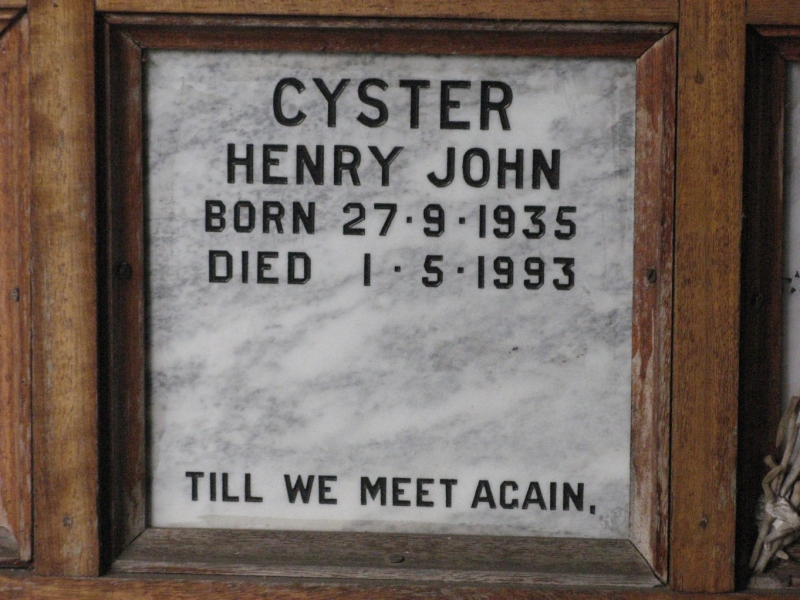 CYSTER
HENRY JOHN
BORN 27·9·1935
DIED 1·5·1993
TILL WE MEET AGAIN.